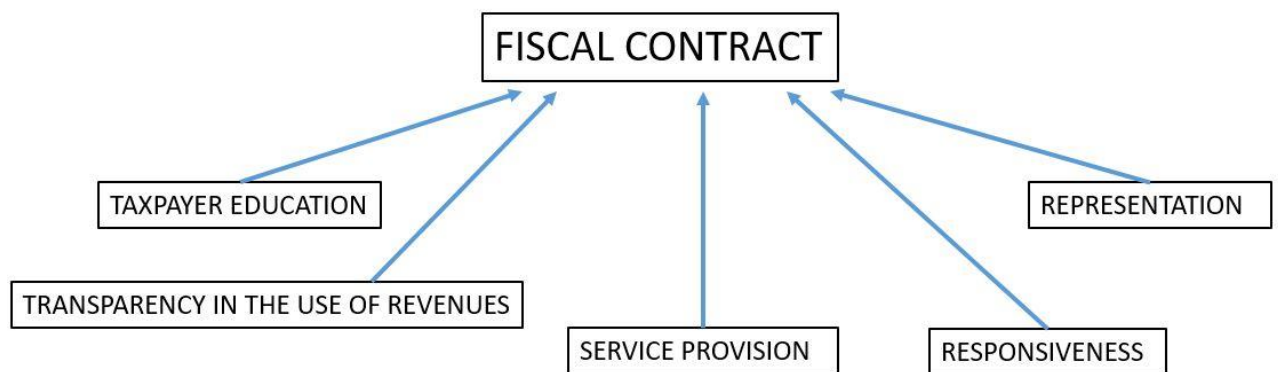 FISCAL CONTRACT
TAXPAYER EDUCATION
REPRESENTATION
TRANSPARENCY IN THE USE OF REVENUES
SERVICE PROVISION
RESPONSIVENESS